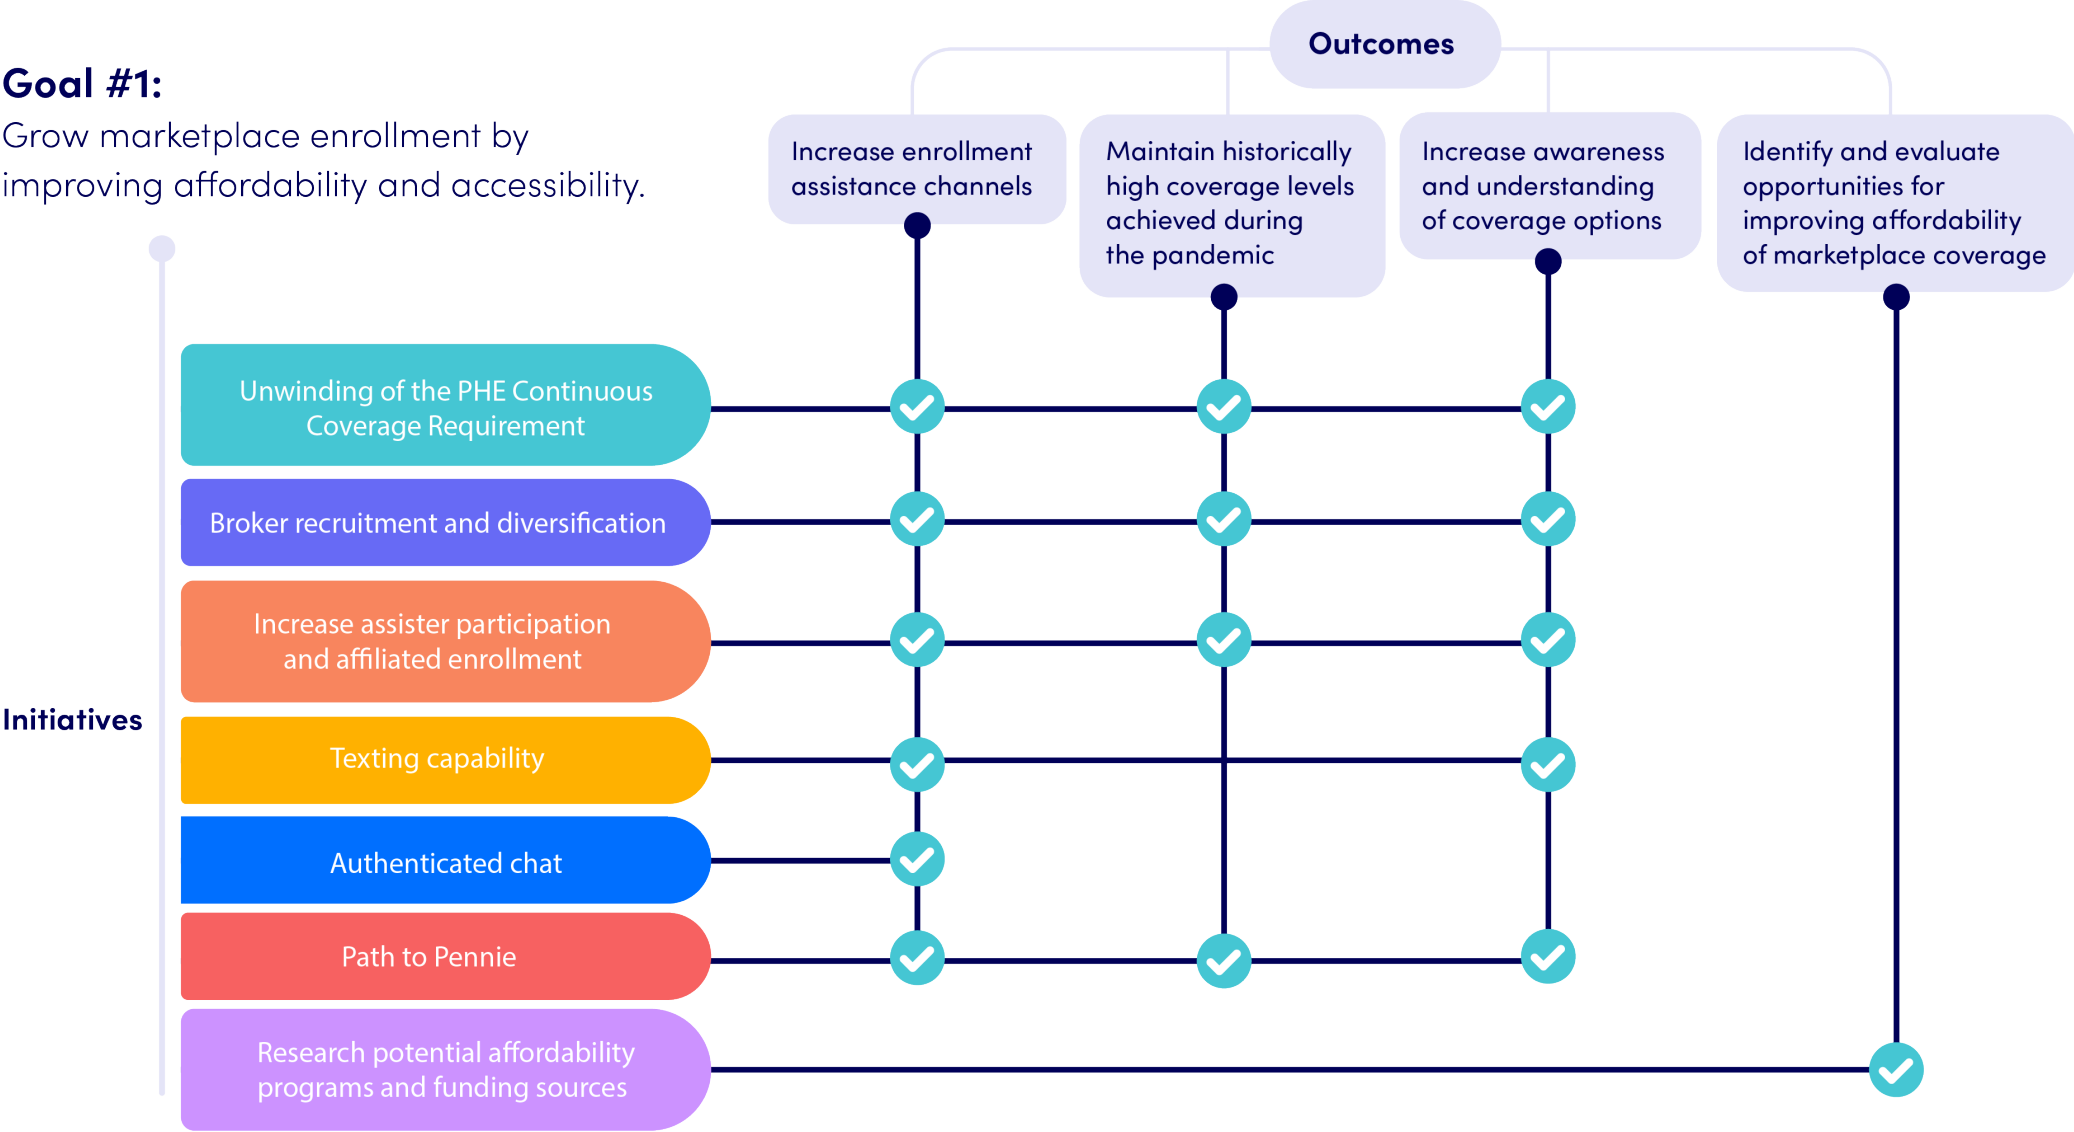 Outcomes
Goal #1:
Grow marketplace enrollment by
improving affordability and accessibility.
Increase enrollment
assistance channels
Maintain historically
high coverage levels
achieved during
the pandemic
Increase awareness
and understanding
of coverage options
Identify and evaluate
opportunities for
improving affordability
of marketplace coverage
Initiatives
Unwinding of the PHE Continuous
Coverage Requirement
Broker recruitment and diversification
Increase assister participation
and affiliated enrollment
Texting capability
Authenticated chat
Path to Pennie
Research potential affordability
programs and funding sources